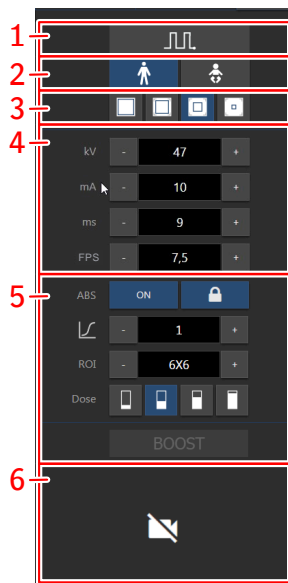 1
2
3
4
kV - 47 +
mA - 10 +
ms - 9 +
FPS - 7,5 +
5
ABS ON
- 1 +
ROI - 6X6 +
Dose
BOOST
6